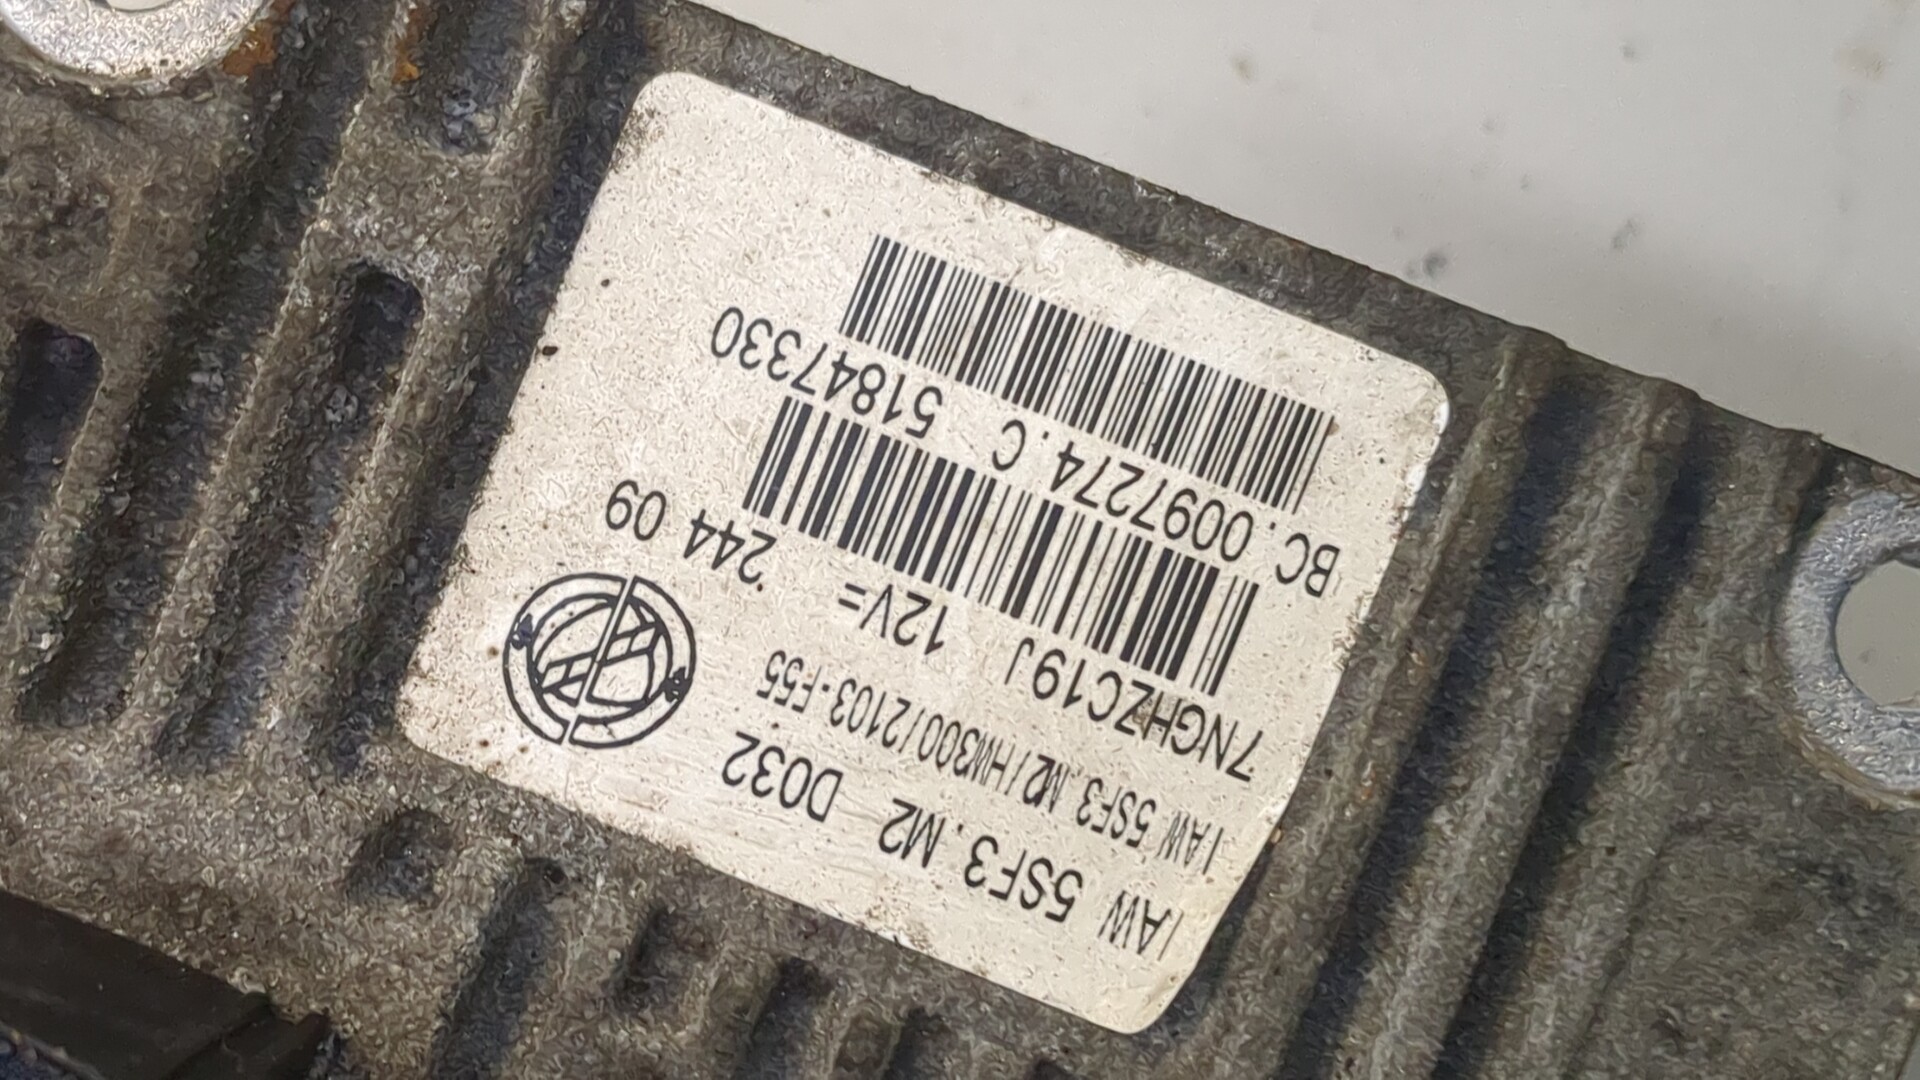 IAW 5SF3.M2 D032
IAW 5SF3.M2/HW300/2103-F55
7NGHZC19J 12V= 244 09
BC.0097274.C 51847330